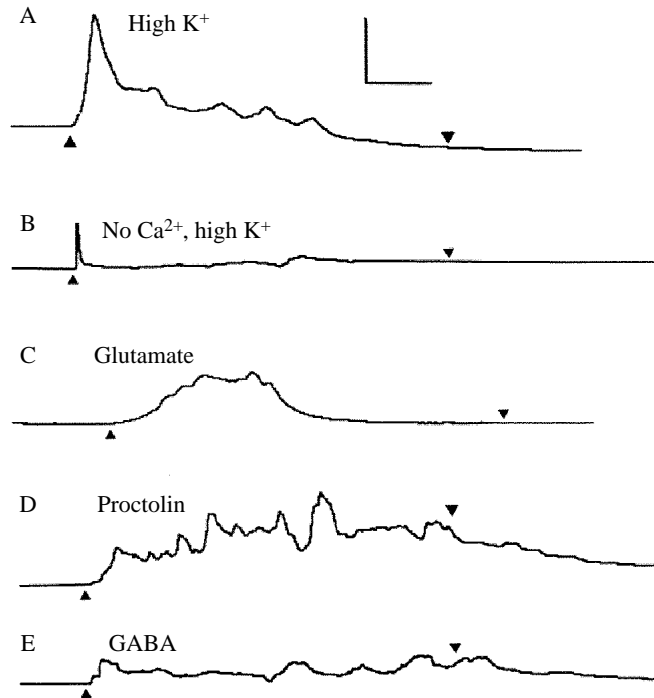 A High K⁺
B No Ca²⁺, high K⁺
C Glutamate
D Proctolin
E GABA